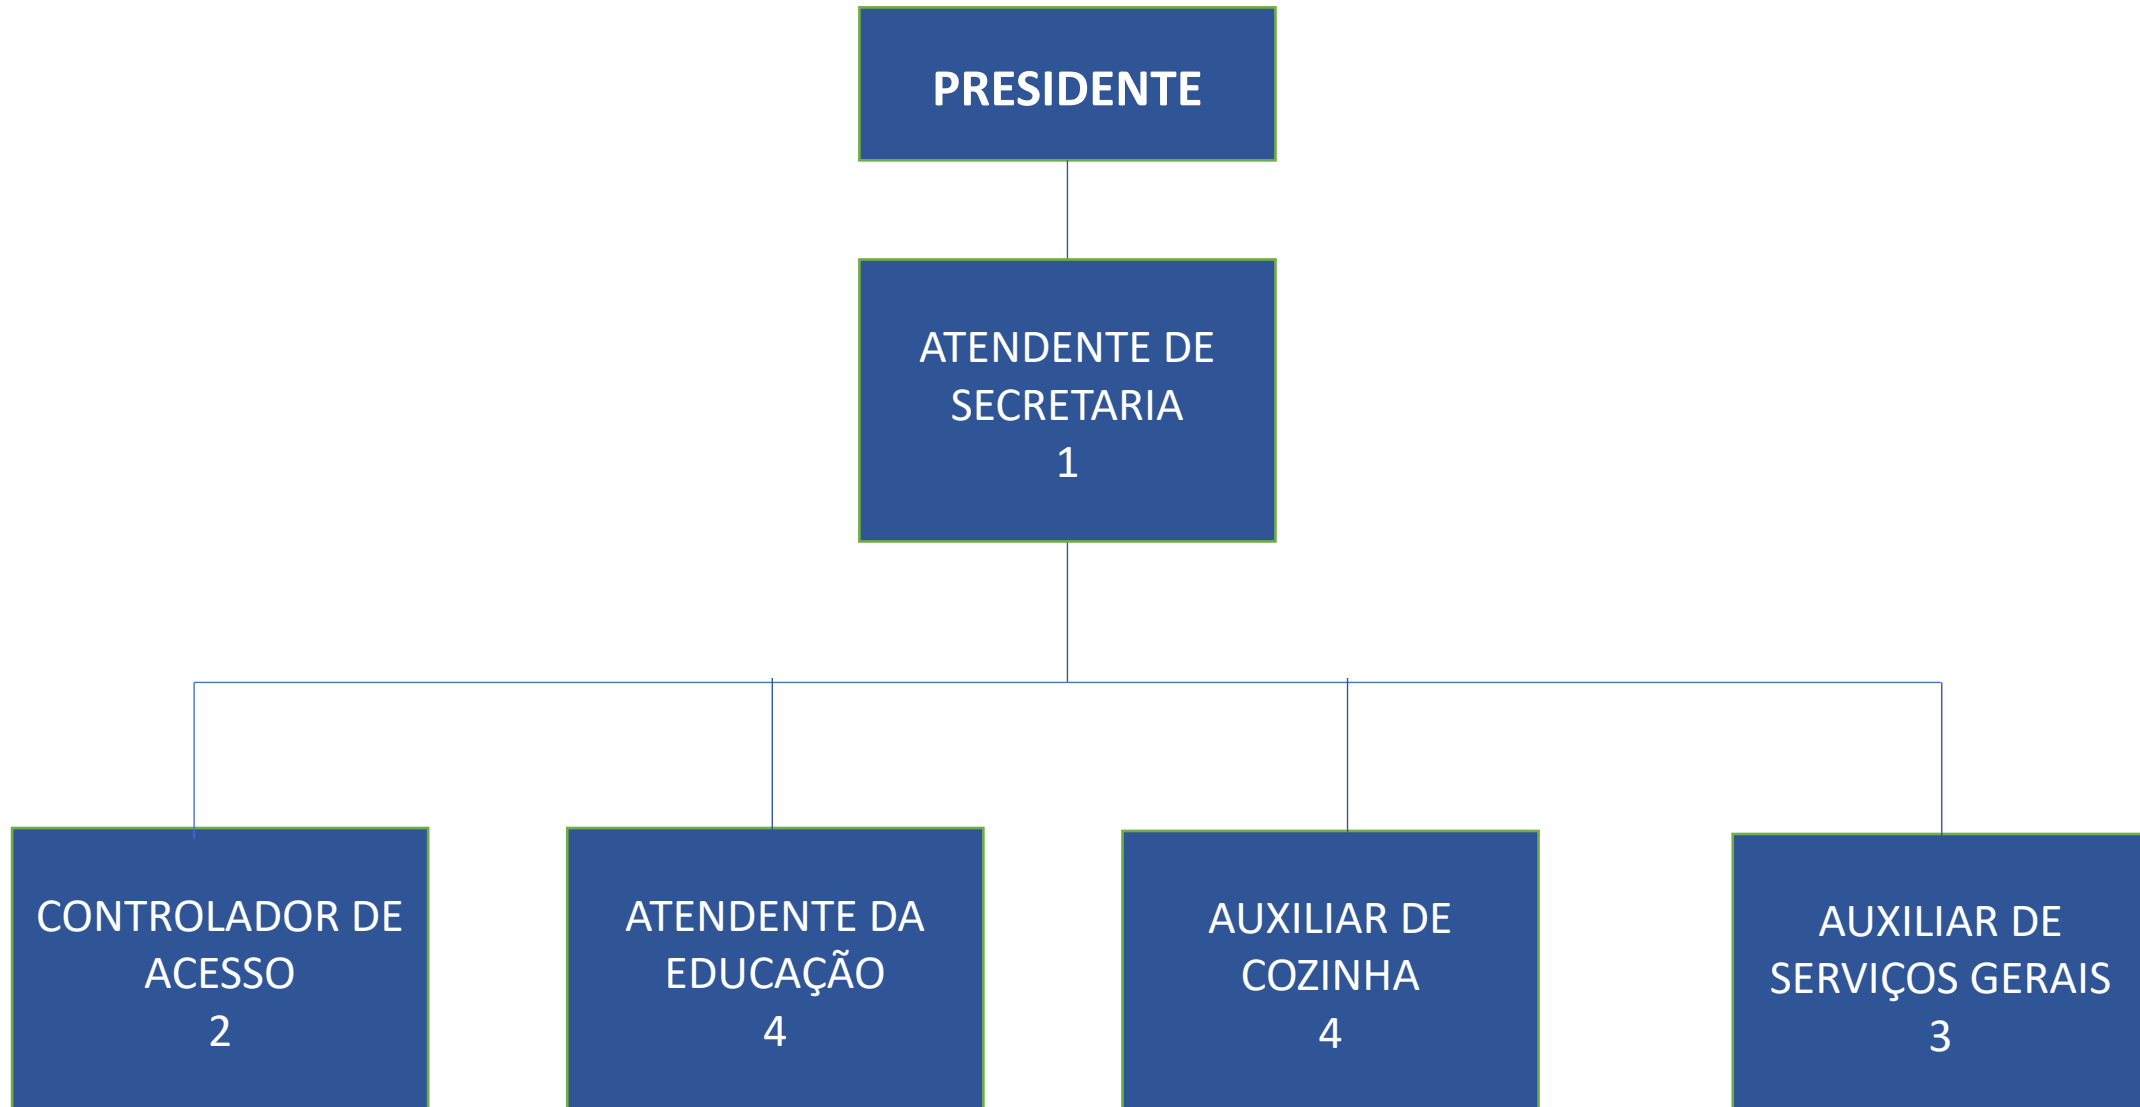 PRESIDENTE
ATENDENTE DE
SECRETARIA
1
CONTROLADOR DE
ACESSO
2
ATENDENTE DA
EDUCAÇÃO
4
AUXILIAR DE
COZINHA
4
AUXILIAR DE
SERVIÇOS GERAIS
3